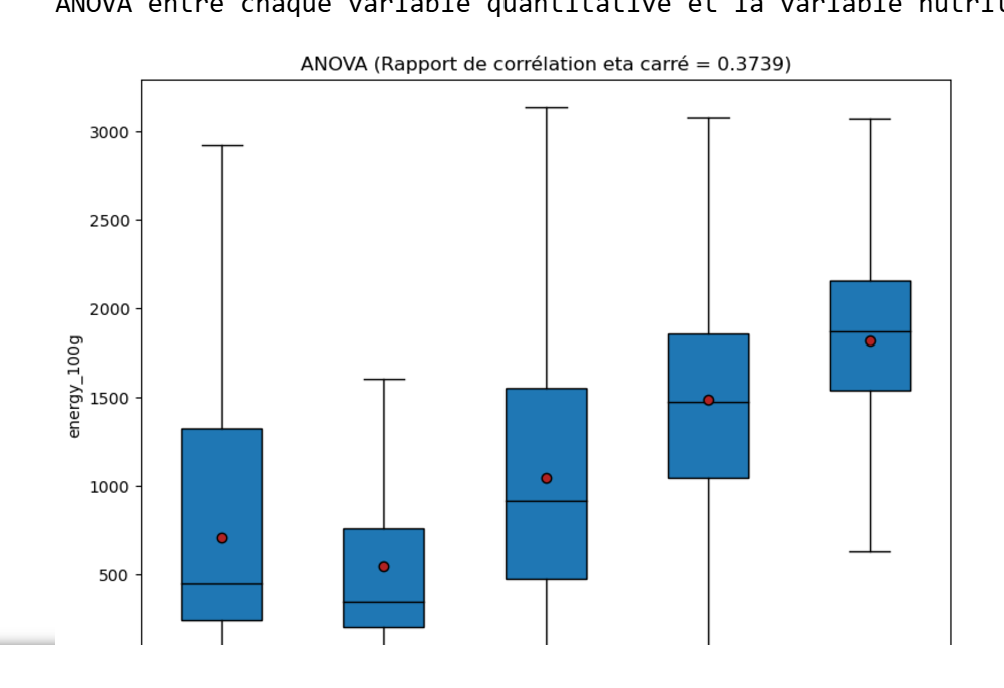 ANOVA entre chaque variable quantitative et la variable
ANOVA (Rapport de corrélation eta carré = 0.3739)
3000
2500
2000
1500
1000
500
energy_100g